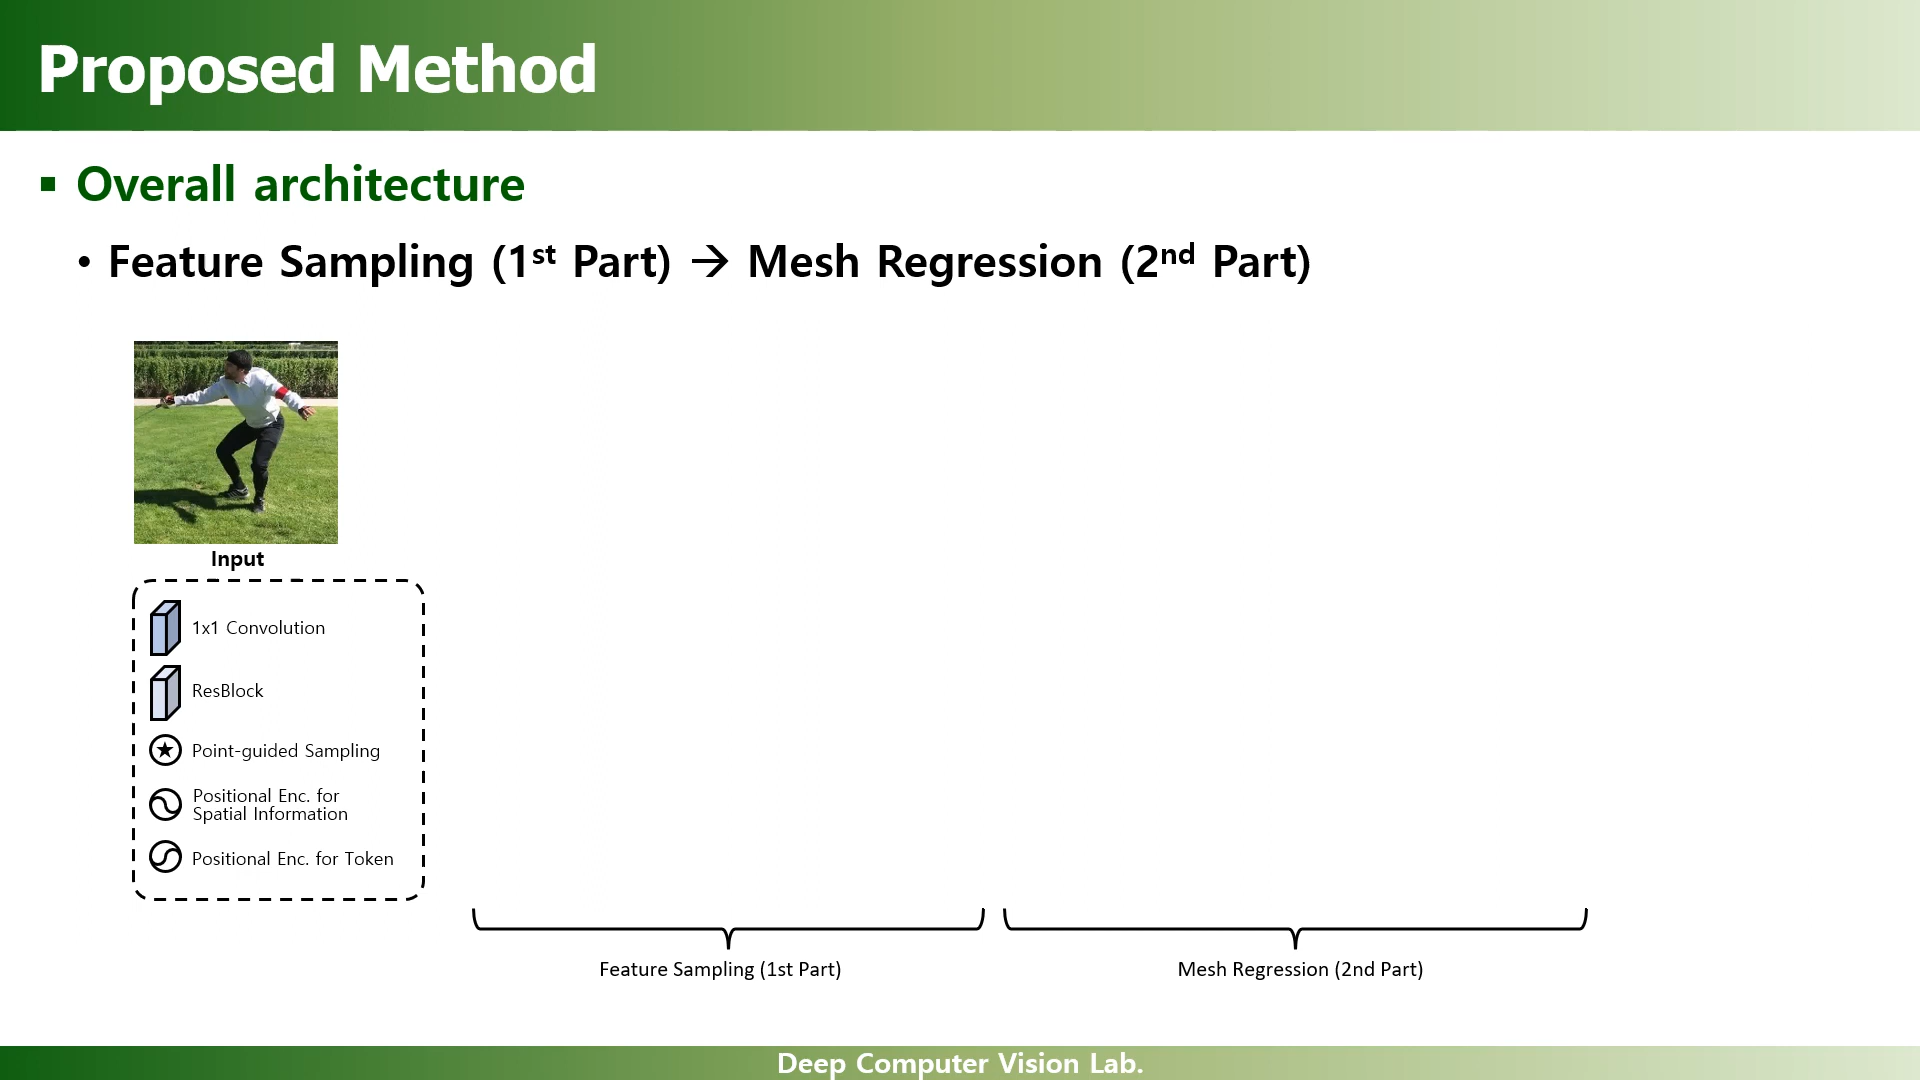 Proposed Method
▪ Overall architecture
• Feature Sampling (1st Part) → Mesh Regression (2nd Part)
Input
1x1 Convolution
ResBlock
Point-guided Sampling
Positional Enc. for
Spatial Information
Positional Enc. for Token
Feature Sampling (1st Part)
Mesh Regression (2nd Part)
Deep Computer Vision Lab.